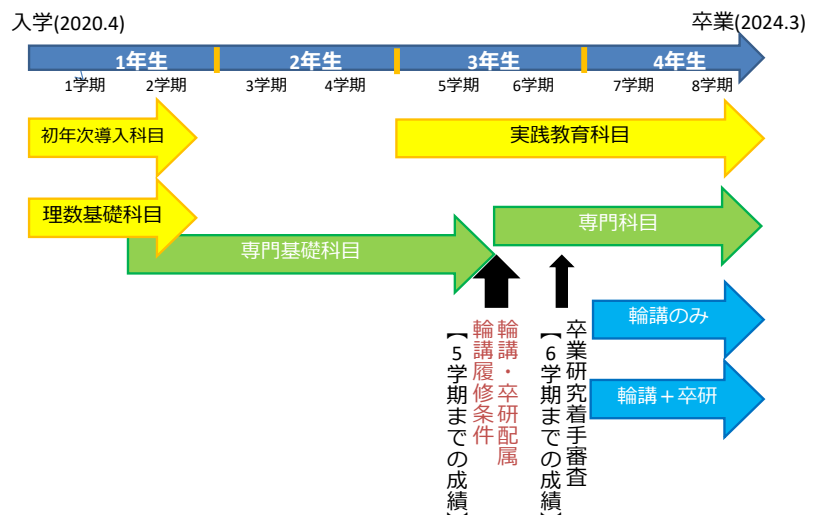 入学(2020.4)
卒業(2024.3)
1年生
2年生
3年生
4年生
1学期
2学期
3学期
4学期
5学期
6学期
7学期
8学期
初年次導入科目
実践教育科目
理数基礎科目
専門科目
専門基礎科目
輪講のみ
輪講＋卒研
輪講・卒研配属
輪講履修条件
【5学期までの成績】
卒業研究着手審査
【6学期までの成績】